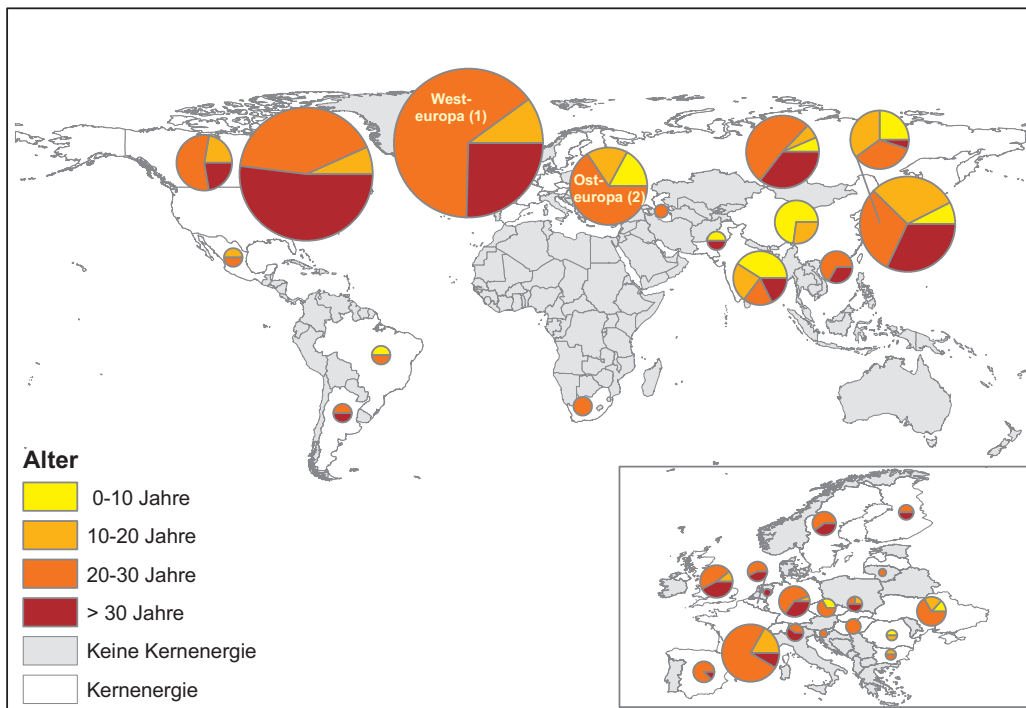 West-
europa (1)
Ost-
europa (2)
Alter
0-10 Jahre
10-20 Jahre
20-30 Jahre
> 30 Jahre
Keine Kernenergie
Kernenergie